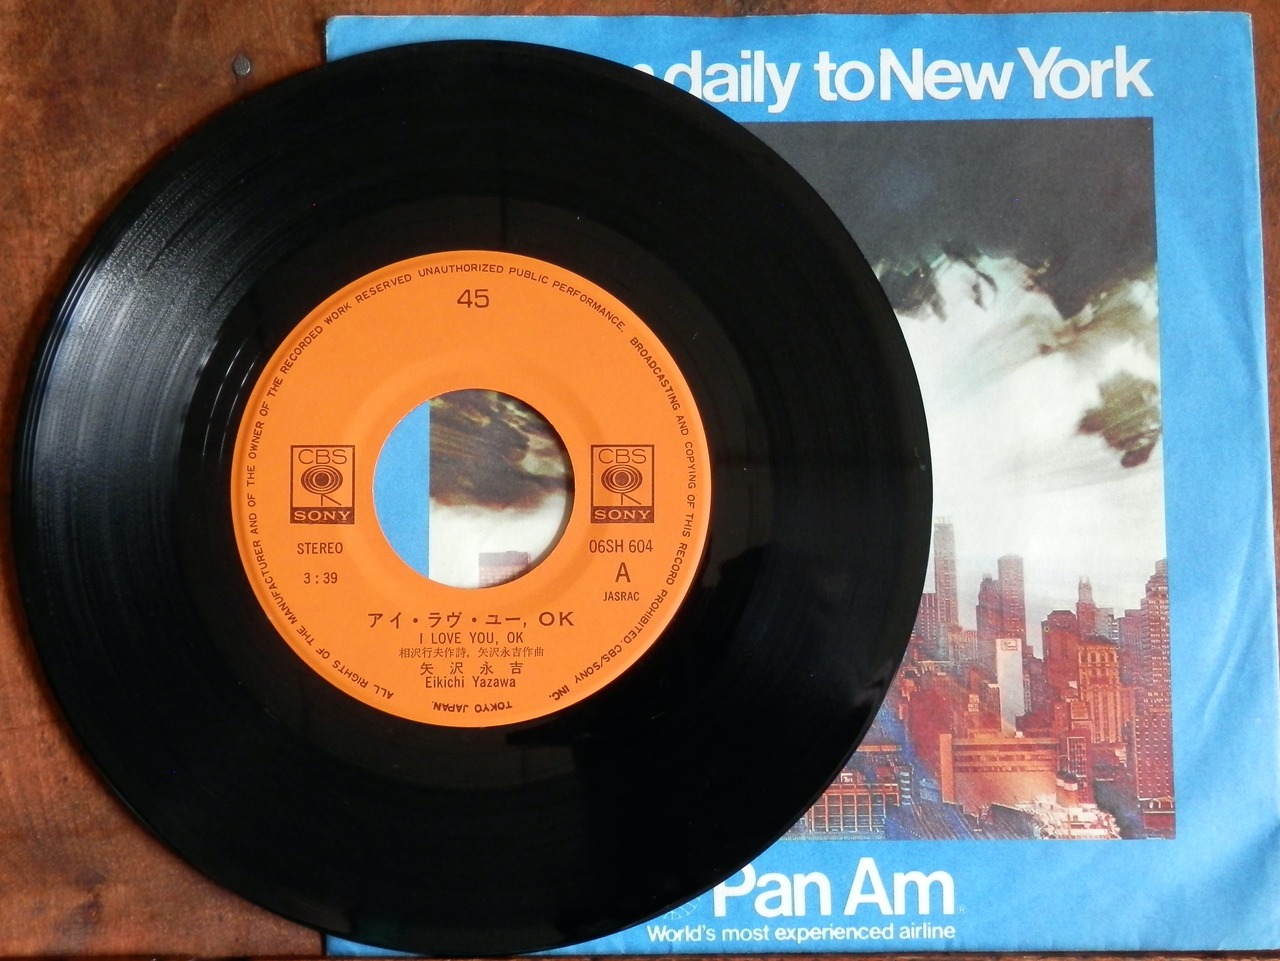 daily to New York
ALL RIGHTS OF THE MANUFACTURER AND OF THE OWNER OF THE RECORDED WORK RESERVED UNAUTHORIZED PUBLIC PERFORMANCE. BROADCASTING AND COPYING OF THIS RECORD PROHIBITED. CBS/SONY INC. TOKYO JAPAN.
45
CBS
SONY
CBS
SONY
STEREO
06SH 604
3:39
A
JASRAC
アイ・ラヴ・ユー, OK
I LOVE YOU, OK
相沢行夫作詩, 矢沢永吉作曲
矢沢永吉
Eikichi Yazawa
Pan Am
World's most experienced airline